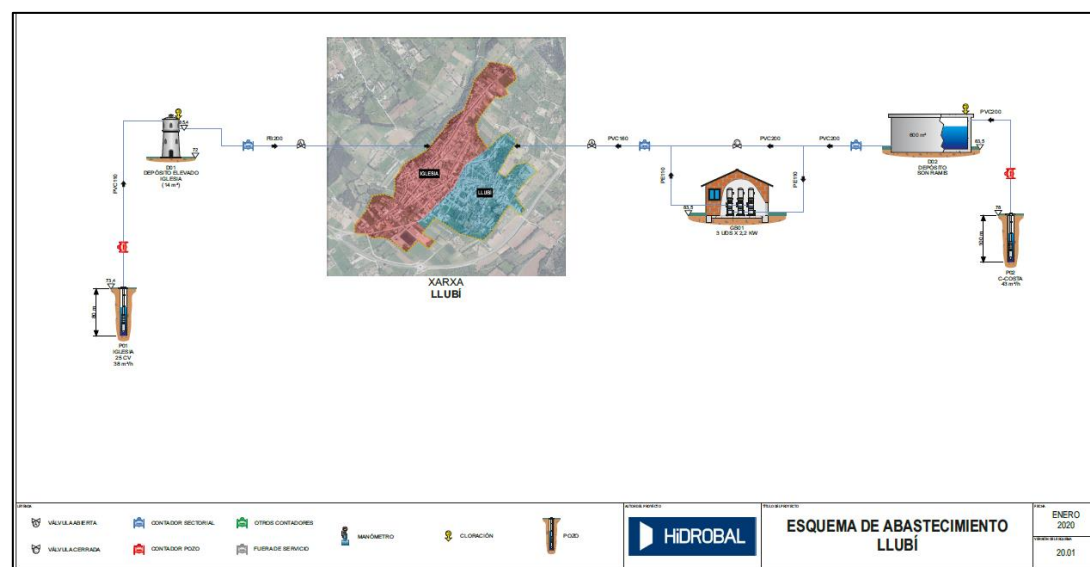 PVC110
D01
DEPÓSITO ELEVADO
IGLESIA
(14 m³)
80 m
P01
IGLESIA
25 CV
38 m³/h
IGLESIA
LLUBÍ
XARXA
LLUBÍ
PVC160
PVC200
PVC200
PE110
PE110
GB01
3 UDS X 2,2 KW
600 m³
D02
DEPÓSITO
SON RAMIS
PVC200
100 m
P02
C-COSTA
43 m³/h
VÁLVULA ABIERTA
CONTADOR SECTORIAL
OTROS CONTADORES
MANÓMETRO
CLORACIÓN
POZO
VÁLVULA CERRADA
CONTADOR POZO
FUERA DE SERVICIO
HiDROBAL
ESQUEMA DE ABASTECIMIENTO
LLUBÍ
ENERO
2020
20.01